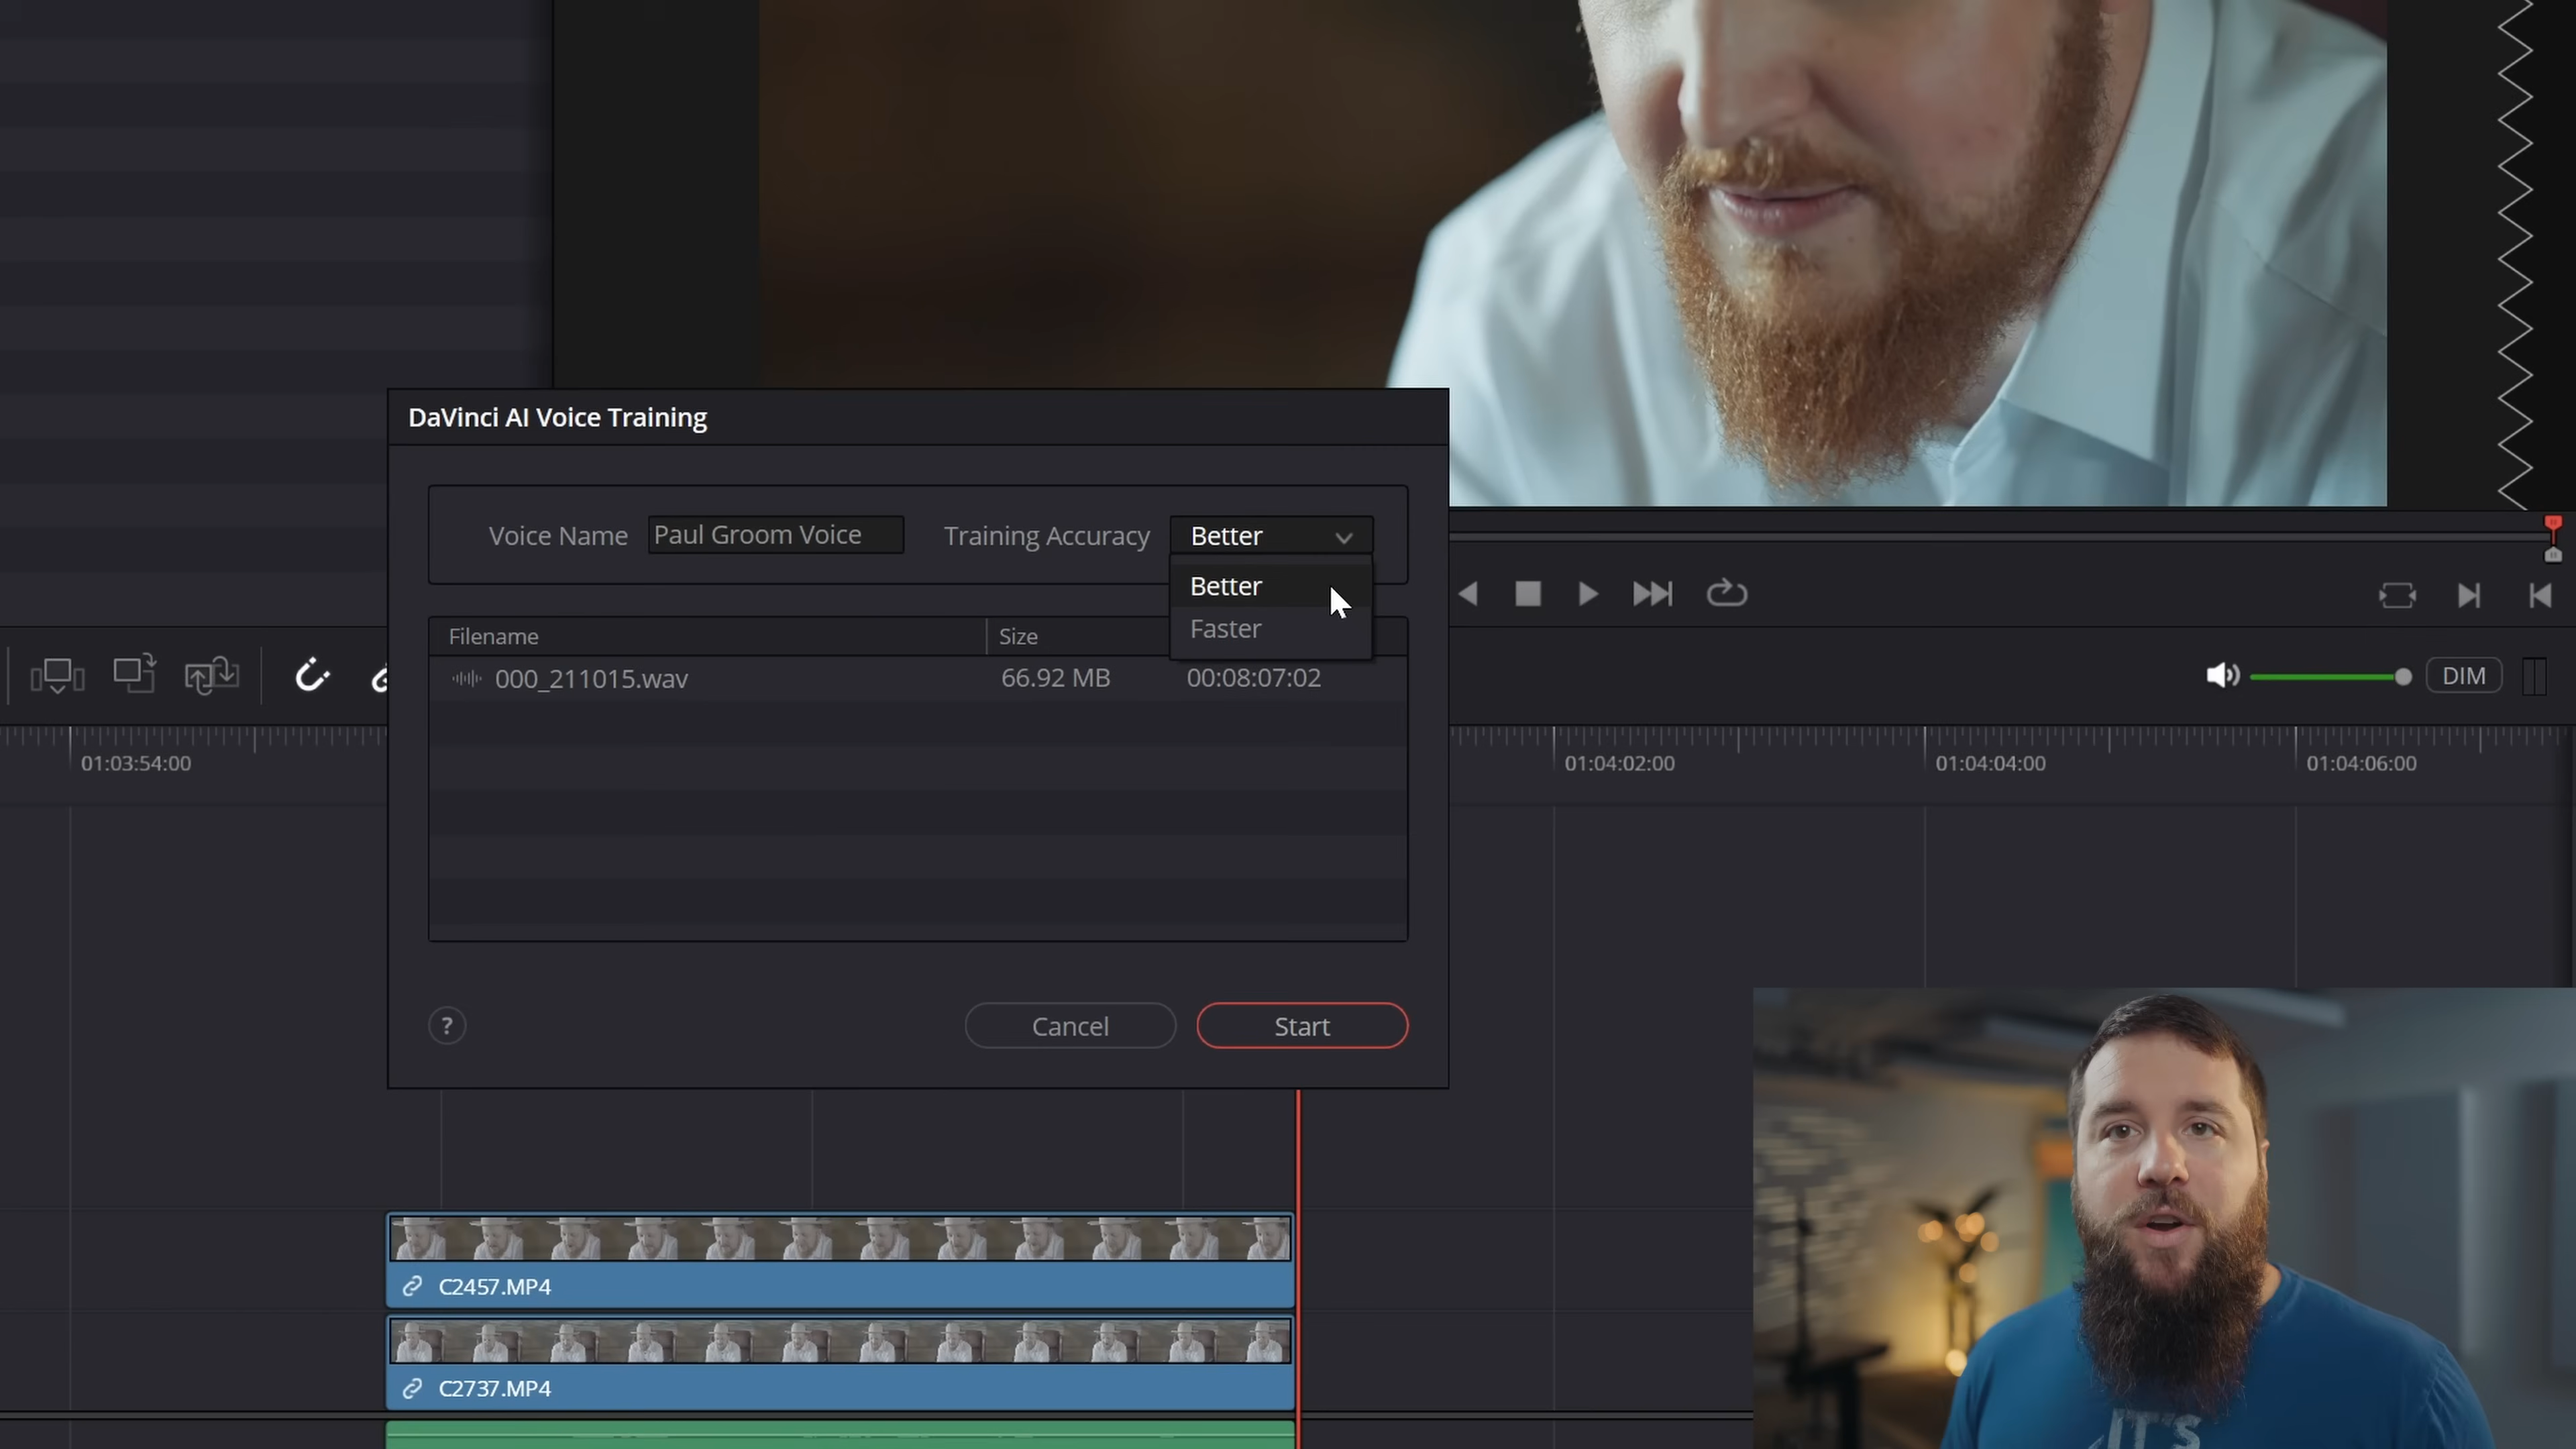 DaVinci AI Voice Training
Voice Name Paul Groom Voice Training Accuracy Better
Better
Faster
Filename Size
000_211015.wav 66.92 MB 00:08:07:02
DIM
01:03:54:00 01:04:02:00 01:04:04:00 01:04:06:00
? Cancel Start
C2457.MP4
C2737.MP4
IT'S